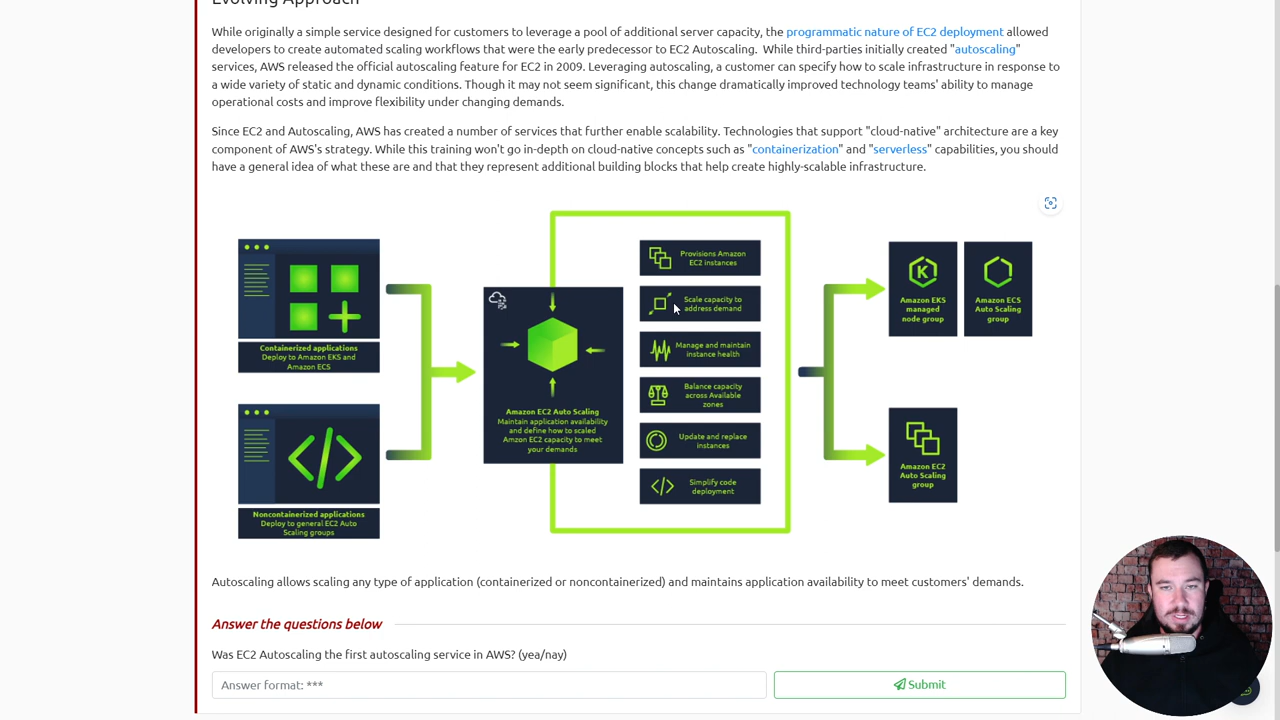 Evolving Approach
While originally a simple service designed for customers to leverage a pool of additional server capacity, the programmatic nature of EC2 deployment allowed
developers to create automated scaling workflows that were the early predecessor to EC2 Autoscaling.  While third-parties initially created "autoscaling"
services, AWS released the official autoscaling feature for EC2 in 2009. Leveraging autoscaling, a customer can specify how to scale infrastructure in response to
a wide variety of static and dynamic conditions. Though it may not seem significant, this change dramatically improved technology teams' ability to manage
operational costs and improve flexibility under changing demands.
Since EC2 and Autoscaling, AWS has created a number of services that further enable scalability. Technologies that support "cloud-native" architecture are a key
component of AWS's strategy. While this training won't go in-depth on cloud-native concepts such as "containerization" and "serverless" capabilities, you should
have a general idea of what these are and that they represent additional building blocks that help create highly-scalable infrastructure.
Containerized applications
Deploy to Amazon EKS and
Amazon ECS
Noncontainerized applications
Deploy to general EC2 Auto
Scaling groups
Amazon EC2 Auto Scaling
Maintain application availability
and define how to scaled
Amzon EC2 capacity to meet
your demands
Provisions Amazon
EC2 instances
Scale capacity to
address demand
Manage and maintain
instance health
Balance capacity
across Available
zones
Update and replace
instances
Simplify code
deployment
K
Amazon EKS
managed
node group
Amazon ECS
Auto Scaling
group
Amazon EC2
Auto Scaling
group
Autoscaling allows scaling any type of application (containerized or noncontainerized) and maintains application availability to meet customers' demands.
Answer the questions below
Was EC2 Autoscaling the first autoscaling service in AWS? (yea/nay)
Answer format: ***
Submit